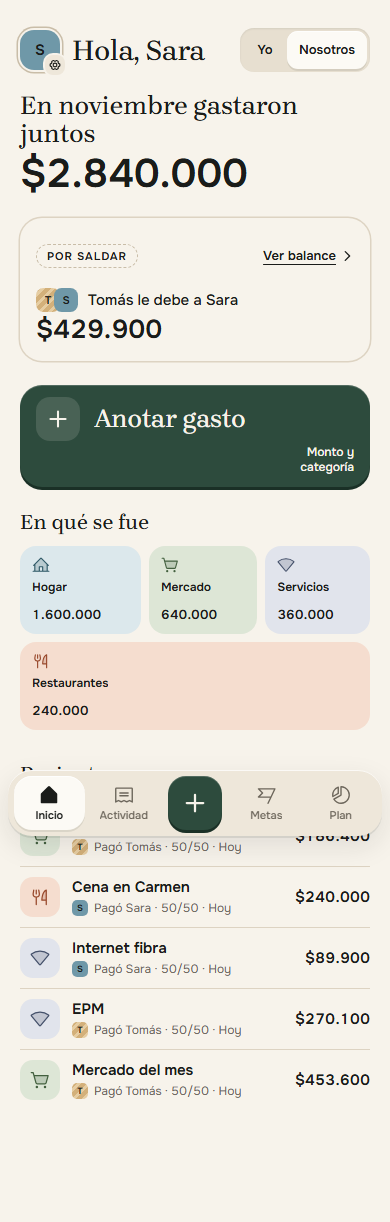 S
Hola, Sara
Yo
Nosotros
En noviembre gastaron
juntos
$2.840.000
POR SALDAR
Ver balance
T S Tomás le debe a Sara
$429.900
Anotar gasto
Monto y
categoría
En qué se fue
Hogar
1.600.000
Mercado
640.000
Servicios
360.000
Restaurantes
240.000
Inicio
Actividad
Metas
Plan
T Pagó Tomás · 50/50 · Hoy
$186.400
Cena en Carmen
S Pagó Sara · 50/50 · Hoy
$240.000
Internet fibra
S Pagó Sara · 50/50 · Hoy
$89.900
EPM
T Pagó Tomás · 50/50 · Hoy
$270.100
Mercado del mes
T Pagó Tomás · 50/50 · Hoy
$453.600